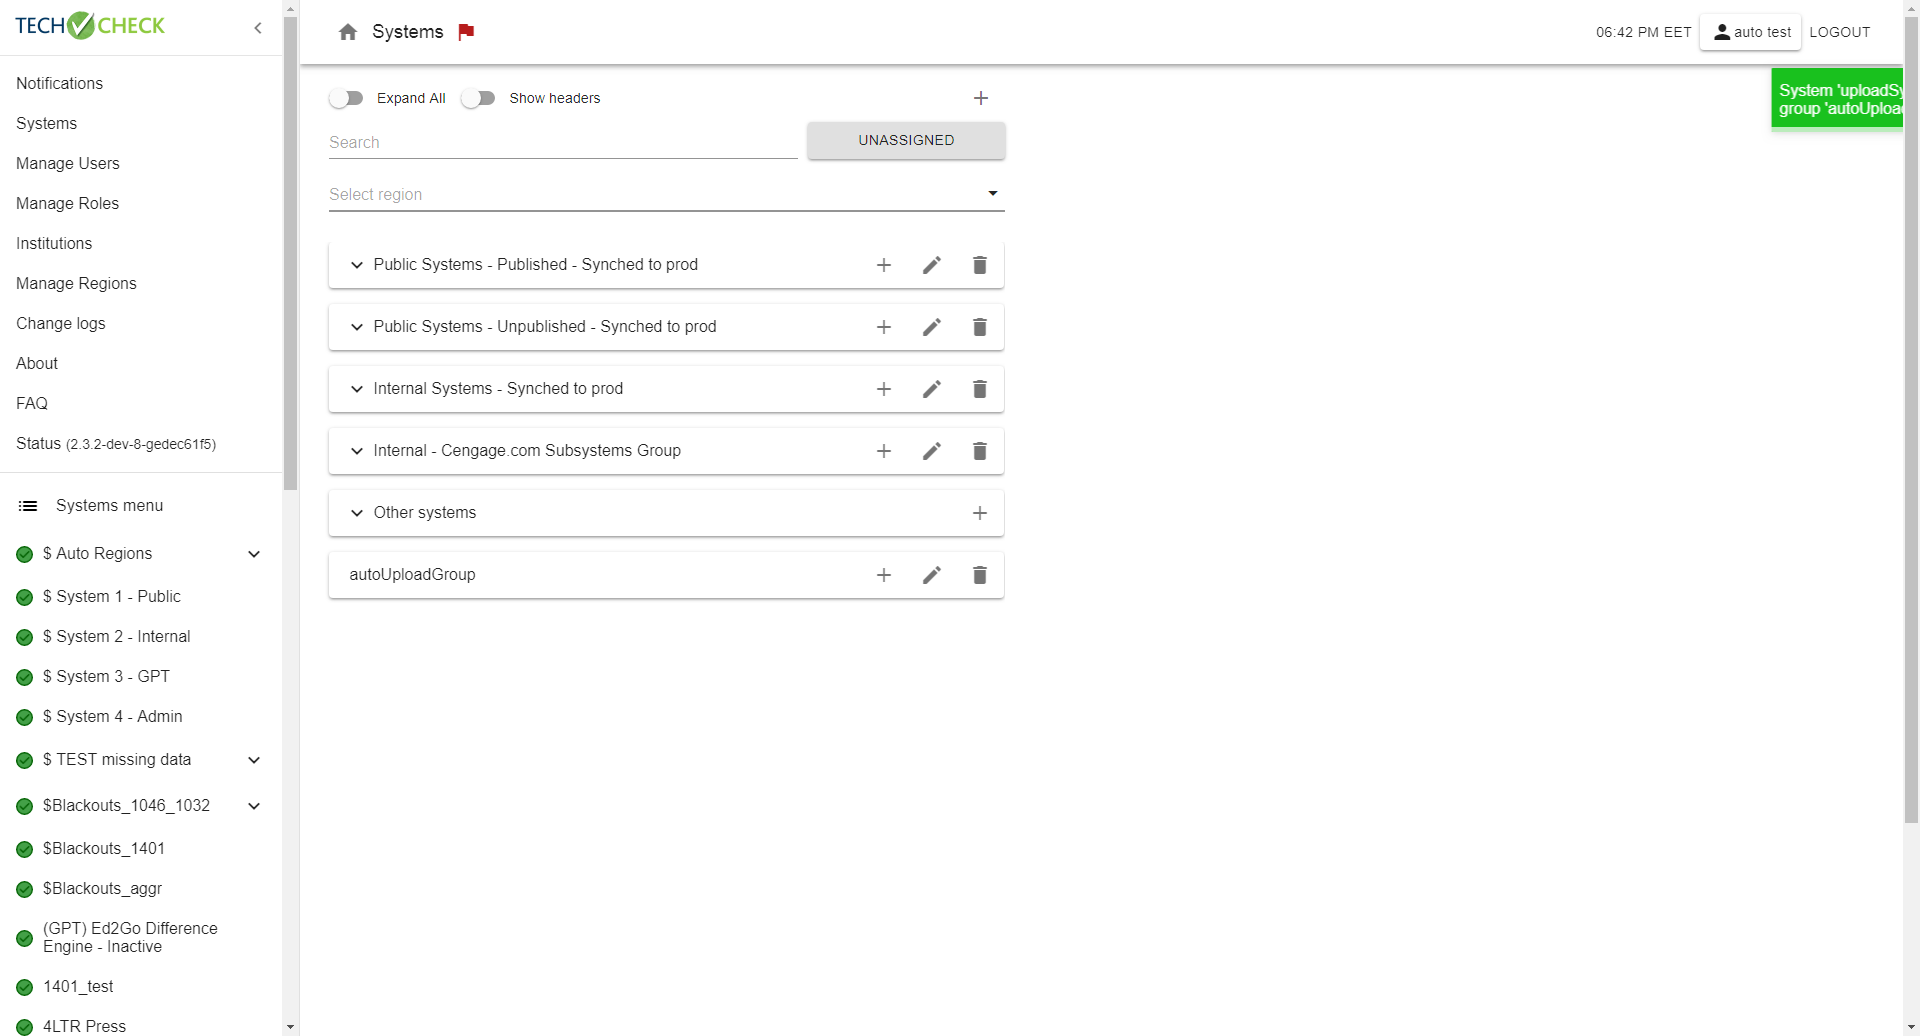 TECH CHECK
Systems
06:42 PM EET
auto test
LOGOUT
Notifications
Systems
Manage Users
Manage Roles
Institutions
Manage Regions
Change logs
About
FAQ
Status (2.3.2-dev-8-gedec61f5)
Systems menu
$ Auto Regions
$ System 1 - Public
$ System 2 - Internal
$ System 3 - GPT
$ System 4 - Admin
$ TEST missing data
$Blackouts_1046_1032
$Blackouts_1401
$Blackouts_aggr
(GPT) Ed2Go Difference
Engine - Inactive
1401_test
4LTR Press
Expand All
Show headers
Search
UNASSIGNED
Select region
Public Systems - Published - Synched to prod
Public Systems - Unpublished - Synched to prod
Internal Systems - Synched to prod
Internal - Cengage.com Subsystems Group
Other systems
autoUploadGroup
System 'uploadSy
group 'autoUpload